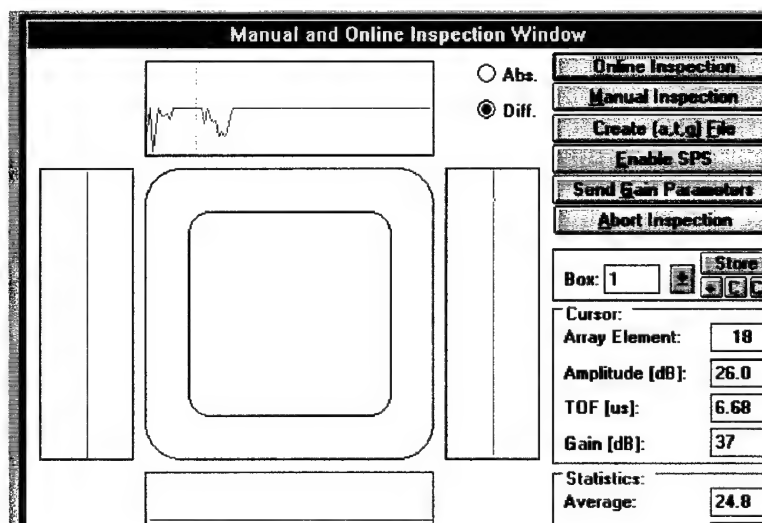 Manual and Online Inspection Window
Abs.
Diff.
Online Inspection
Manual Inspection
Create (a,t,g) File
Enable SPS
Send Gain Parameters
Abort Inspection
Box: 1
Store
Cursor:
Array Element: 18
Amplitude [dB]: 26.0
TOF [us]: 6.68
Gain [dB]: 37
Statistics:
Average: 24.8